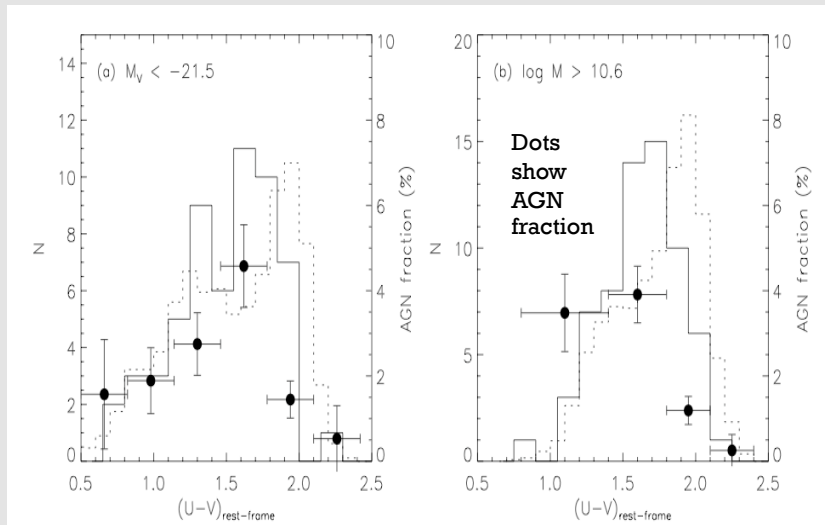 (a) M_V < −21.5
N
14
12
10
8
6
4
2
0
10
8
6
4
2
0
AGN fraction (%)
0.5 1.0 1.5 2.0 2.5
(U−V)rest−frame
(b) log M > 10.6
Dots
show
AGN
fraction
N
20
15
10
5
0
10
8
6
4
2
0
AGN fraction (%)
0.5 1.0 1.5 2.0 2.5
(U−V)rest−frame